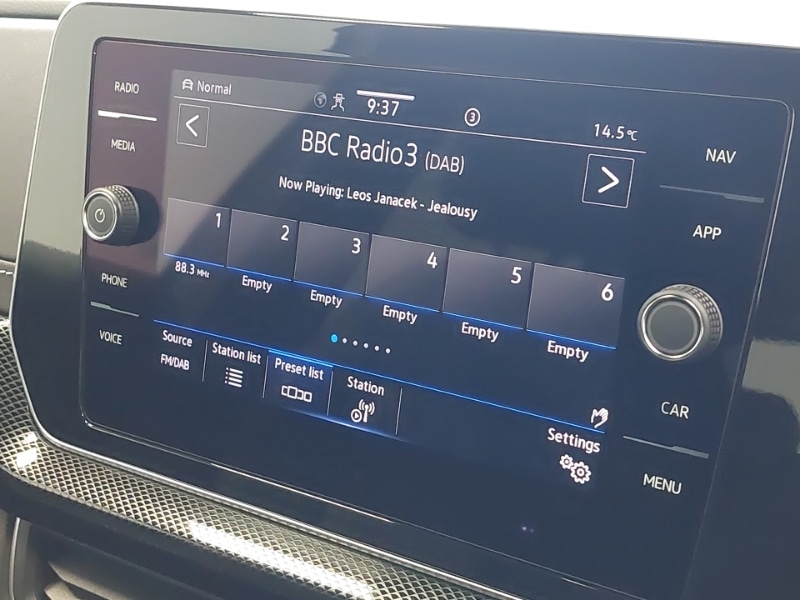 RADIO
MEDIA
PHONE
VOICE
Normal
9:37
3
14.5°C
BBC Radio3 (DAB)
Now Playing: Leos Janacek - Jealousy
1 2 3 4 5 6
88.3 MHz Empty Empty Empty Empty Empty
Source
FM/DAB
Station list
Preset list
Station
Settings
NAV
APP
CAR
MENU